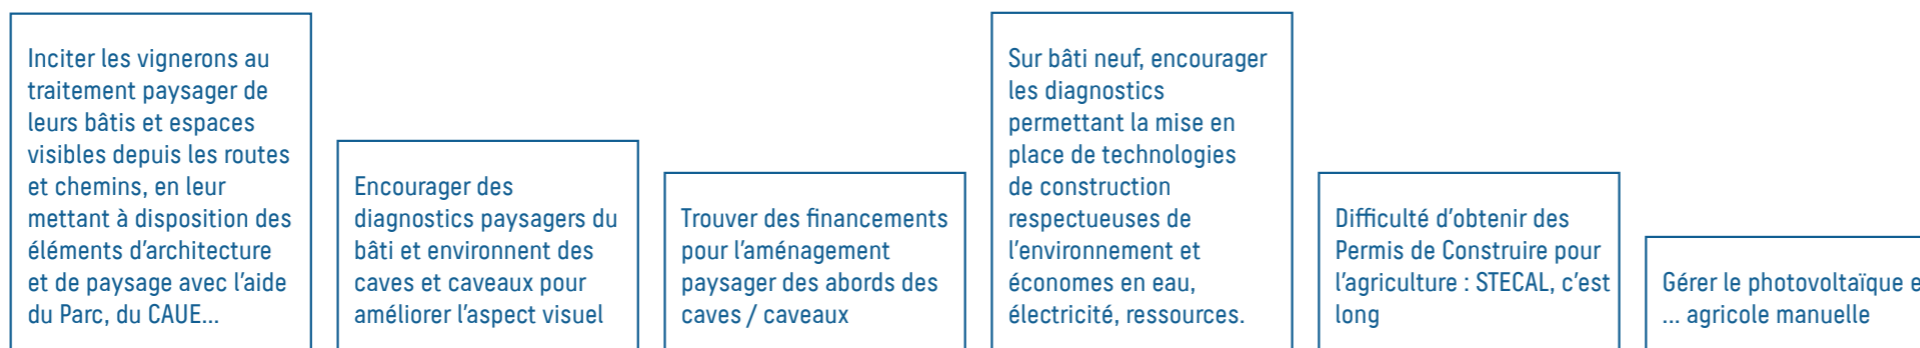 Inciter les vignerons au
traitement paysager de
leurs bâtis et espaces
visibles depuis les routes
et chemins, en leur
mettant à disposition des
éléments d'architecture
et de paysage avec l'aide
du Parc, du CAUE...
Encourager des
diagnostics paysagers du
bâti et environnent des
caves et caveaux pour
améliorer l'aspect visuel
Trouver des financements
pour l'aménagement
paysager des abords des
caves / caveaux
Sur bâti neuf, encourager
les diagnostics
permettant la mise en
place de technologies
de construction
respectueuses de
l'environnement et
économes en eau,
électricité, ressources.
Difficulté d'obtenir des
Permis de Construire pour
l'agriculture : STECAL, c'est
long
Gérer le photovoltaïque
... agricole manuelle